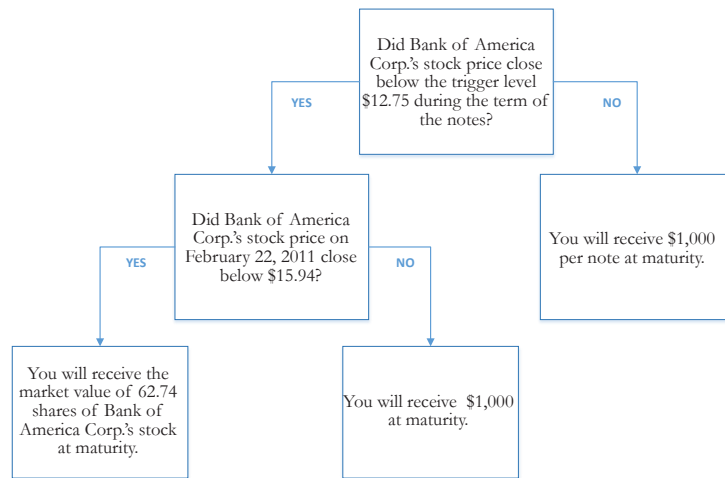 Did Bank of America
Corp.'s stock price close
below the trigger level
$12.75 during the term of
the notes?
YES
NO
Did Bank of America
Corp.'s stock price on
February 22, 2011 close
below $15.94?
You will receive $1,000
per note at maturity.
YES
NO
You will receive the
market value of 62.74
shares of Bank of
America Corp.'s stock
at maturity.
You will receive $1,000
at maturity.